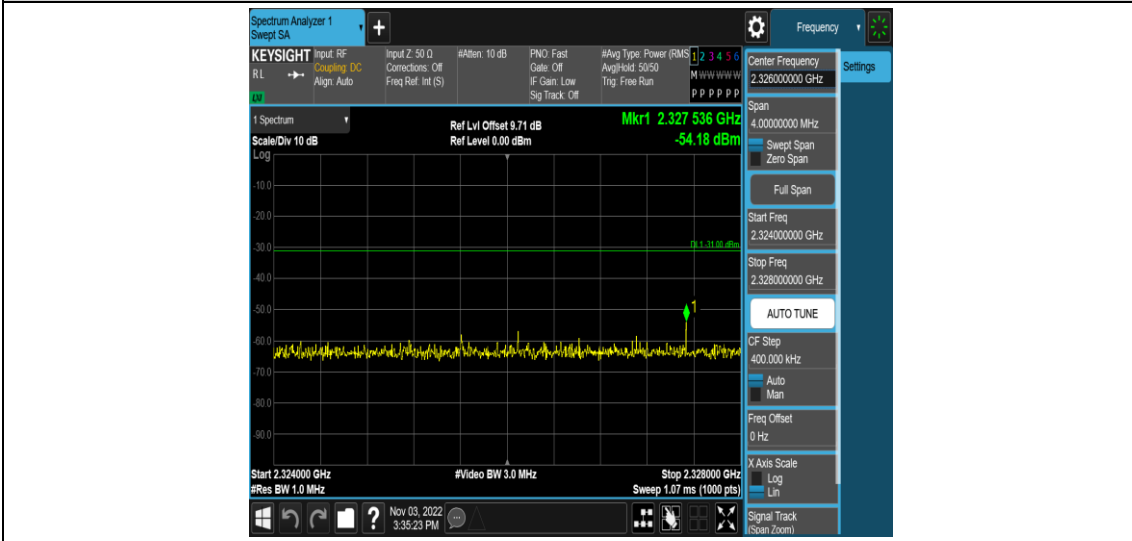 Spectrum Analyzer 1
Swept SA
+
Frequency
KEYSIGHT
RL
LXI
Input: RF
Coupling: DC
Align: Auto
Input Z: 50 Ω
Corrections: Off
Freq Ref: Int (S)
#Atten: 10 dB
PNO: Fast
Gate: Off
IF Gain: Low
Sig Track: Off
#Avg Type: Power (RMS
Avg|Hold: 50/50
Trig: Free Run
1 2 3 4 5 6
M W W W W W
P P P P P P
1 Spectrum
Scale/Div 10 dB
Log
Ref Lvl Offset 9.71 dB
Ref Level 0.00 dBm
Mkr1 2.327 536 GHz
-54.18 dBm
-10.0
-20.0
-30.0
DL1 -31.00 dBm
-40.0
-50.0
1
-60.0
-70.0
-80.0
-90.0
Start 2.324000 GHz
#Res BW 1.0 MHz
#Video BW 3.0 MHz
Stop 2.328000 GHz
Sweep 1.07 ms (1000 pts)
?
Nov 03, 2022
3:35:23 PM
Center Frequency
2.326000000 GHz
Settings
Span
4.00000000 MHz
Swept Span
Zero Span
Full Span
Start Freq
2.324000000 GHz
Stop Freq
2.328000000 GHz
AUTO TUNE
CF Step
400.000 kHz
Auto
Man
Freq Offset
0 Hz
X Axis Scale
Log
Lin
Signal Track
(Span Zoom)